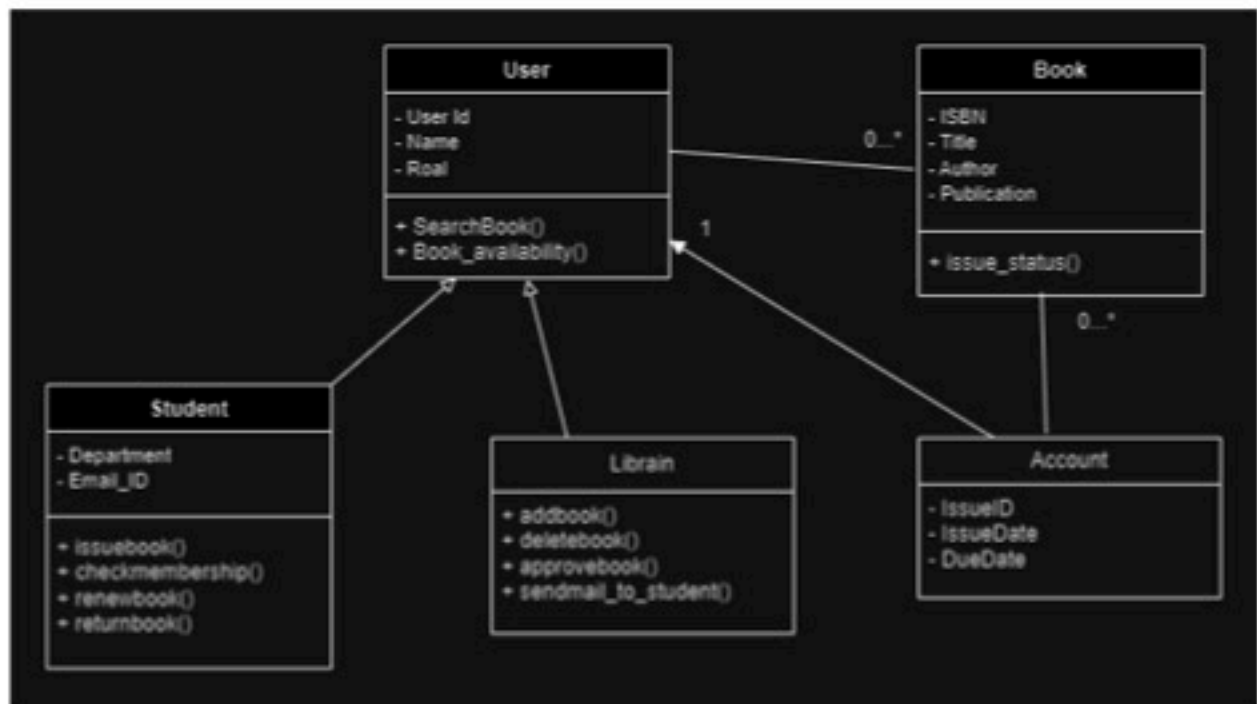 User
- User Id
- Name
- Roal
+ SearchBook()
+ Book_availability()
Book
- ISBN
- Title
- Author
- Publication
+ issue_status()
0...*
1
0...*
Student
- Department
- Email_ID
+ issuebook()
+ checkmembership()
+ renewbook()
+ returnbook()
Librain
+ addbook()
+ deletebook()
+ approvebook()
+ sendmail_to_student()
Account
- IssueID
- IssueDate
- DueDate